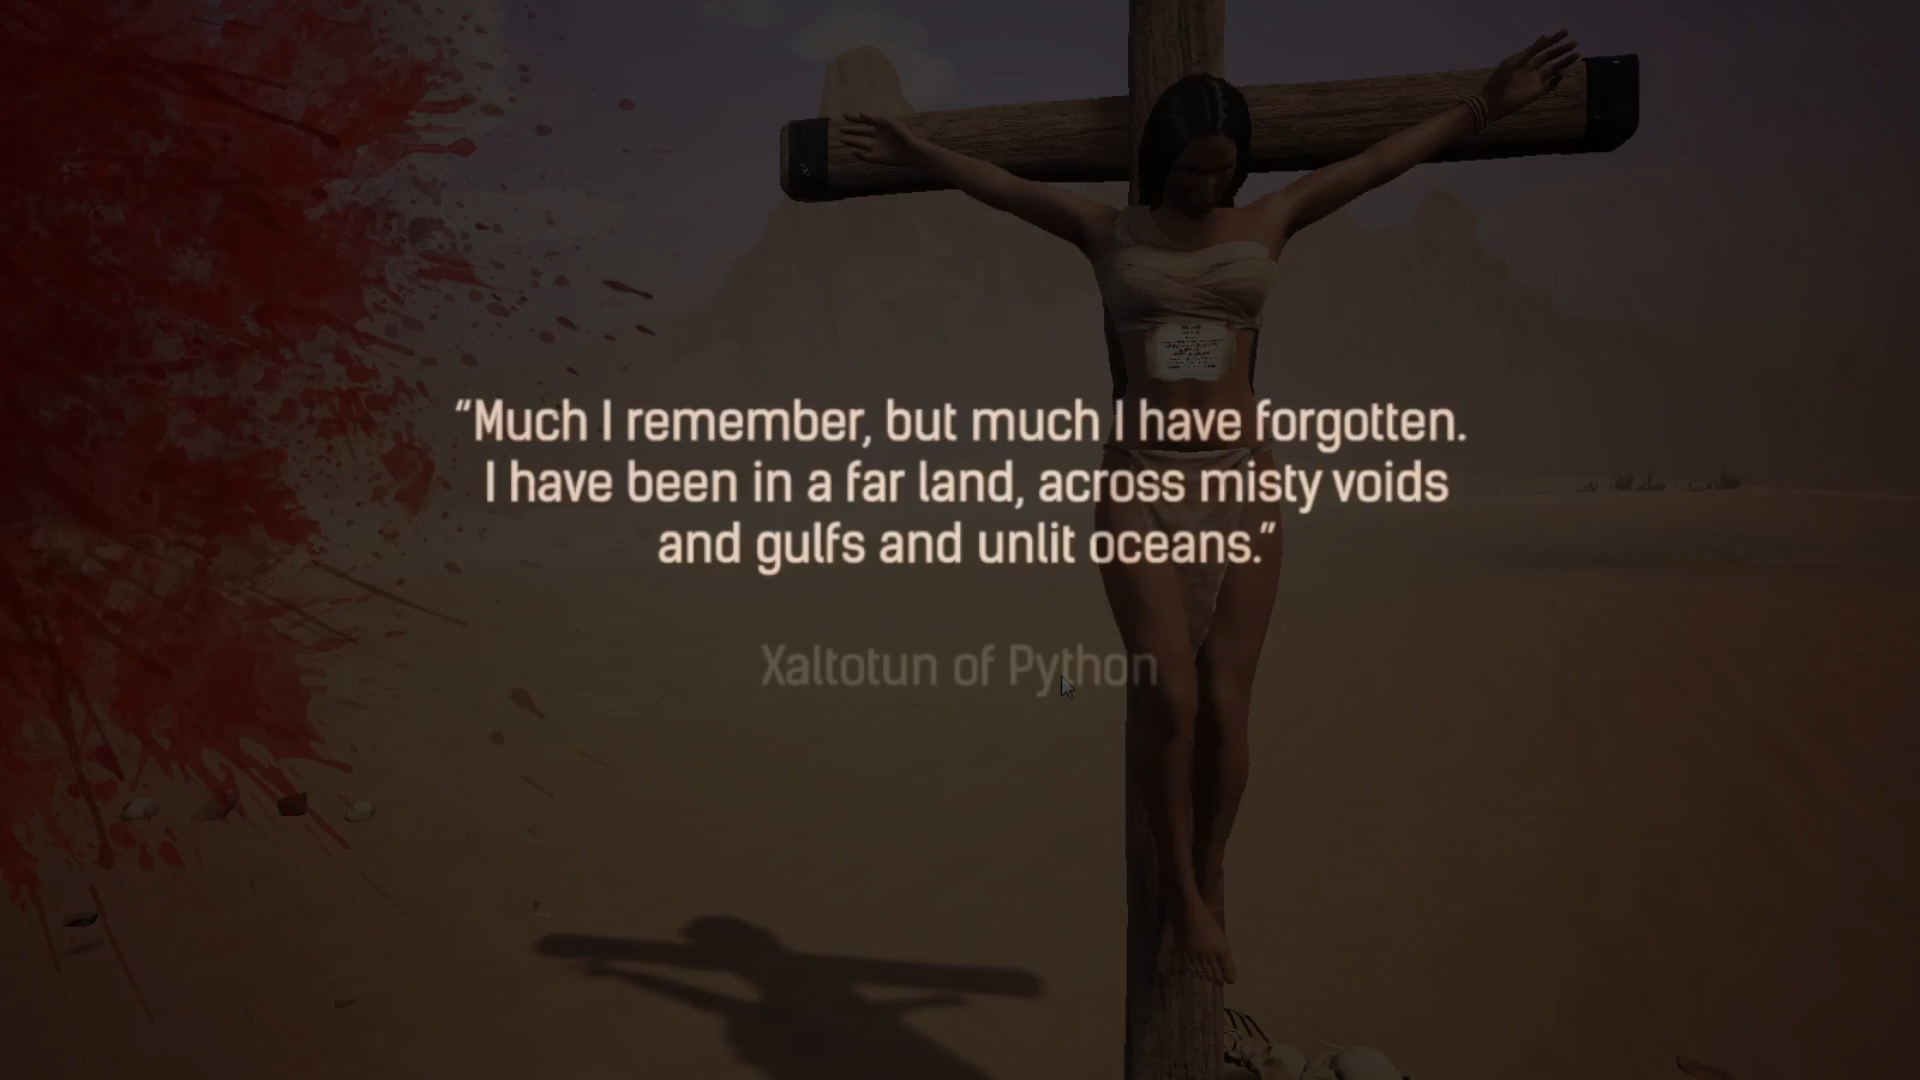 “Much I remember, but much I have forgotten.
I have been in a far land, across misty voids
and gulfs and unlit oceans.”
Xaltotun of Python